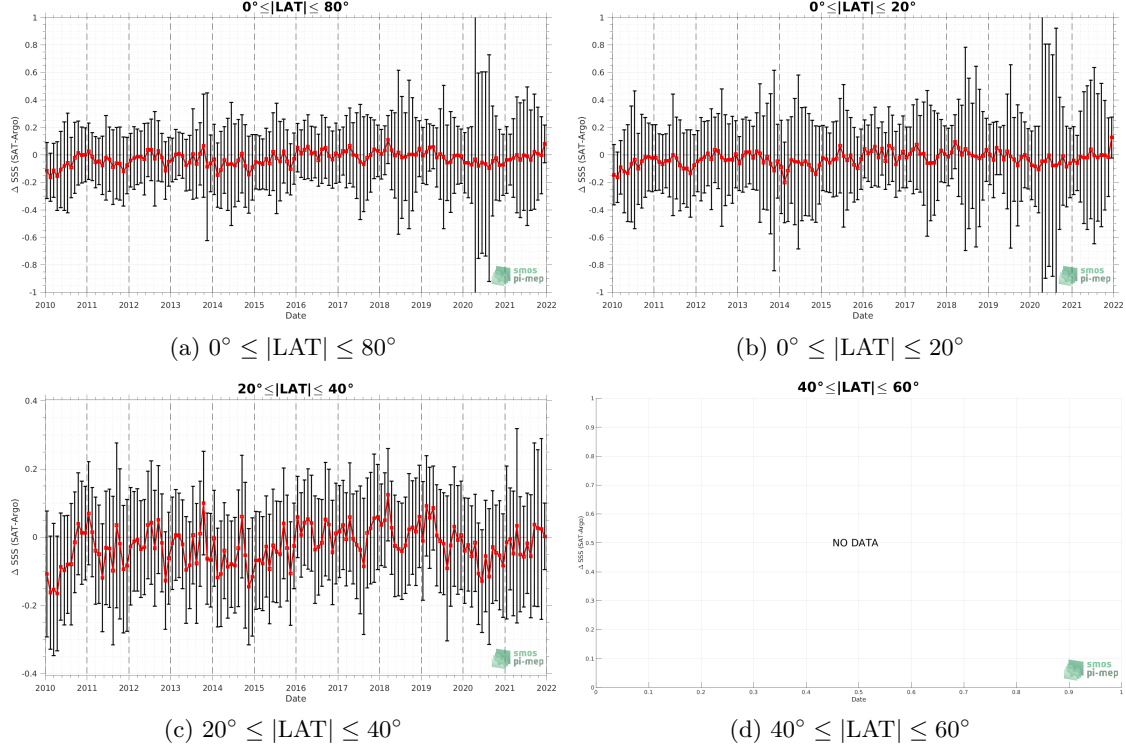 0°≤|LAT|≤ 80°
Δ SSS (SAT-Argo)
1
0.8
0.6
0.4
0.2
0
-0.2
-0.4
-0.6
-0.8
-1
2010 2011 2012 2013 2014 2015 2016 2017 2018 2019 2020 2021 2022
Date
smos
pi-mep
(a) 0° ≤ |LAT| ≤ 80°
0°≤|LAT|≤ 20°
Δ SSS (SAT-Argo)
1
0.8
0.6
0.4
0.2
0
-0.2
-0.4
-0.6
-0.8
-1
2010 2011 2012 2013 2014 2015 2016 2017 2018 2019 2020 2021 2022
Date
smos
pi-mep
(b) 0° ≤ |LAT| ≤ 20°
20°≤|LAT|≤ 40°
Δ SSS (SAT-Argo)
0.4
0.2
0
-0.2
-0.4
2010 2011 2012 2013 2014 2015 2016 2017 2018 2019 2020 2021 2022
Date
smos
pi-mep
(c) 20° ≤ |LAT| ≤ 40°
40°≤|LAT|≤ 60°
Δ SSS (SAT-Argo)
1
0.9
0.8
0.7
0.6
0.5
0.4
0.3
0.2
0.1
0
NO DATA
0 0.1 0.2 0.3 0.4 0.5 0.6 0.7 0.8 0.9 1
Date
smos
pi-mep
(d) 40° ≤ |LAT| ≤ 60°